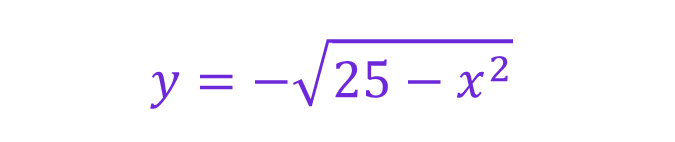 y = −√(25 − x²)